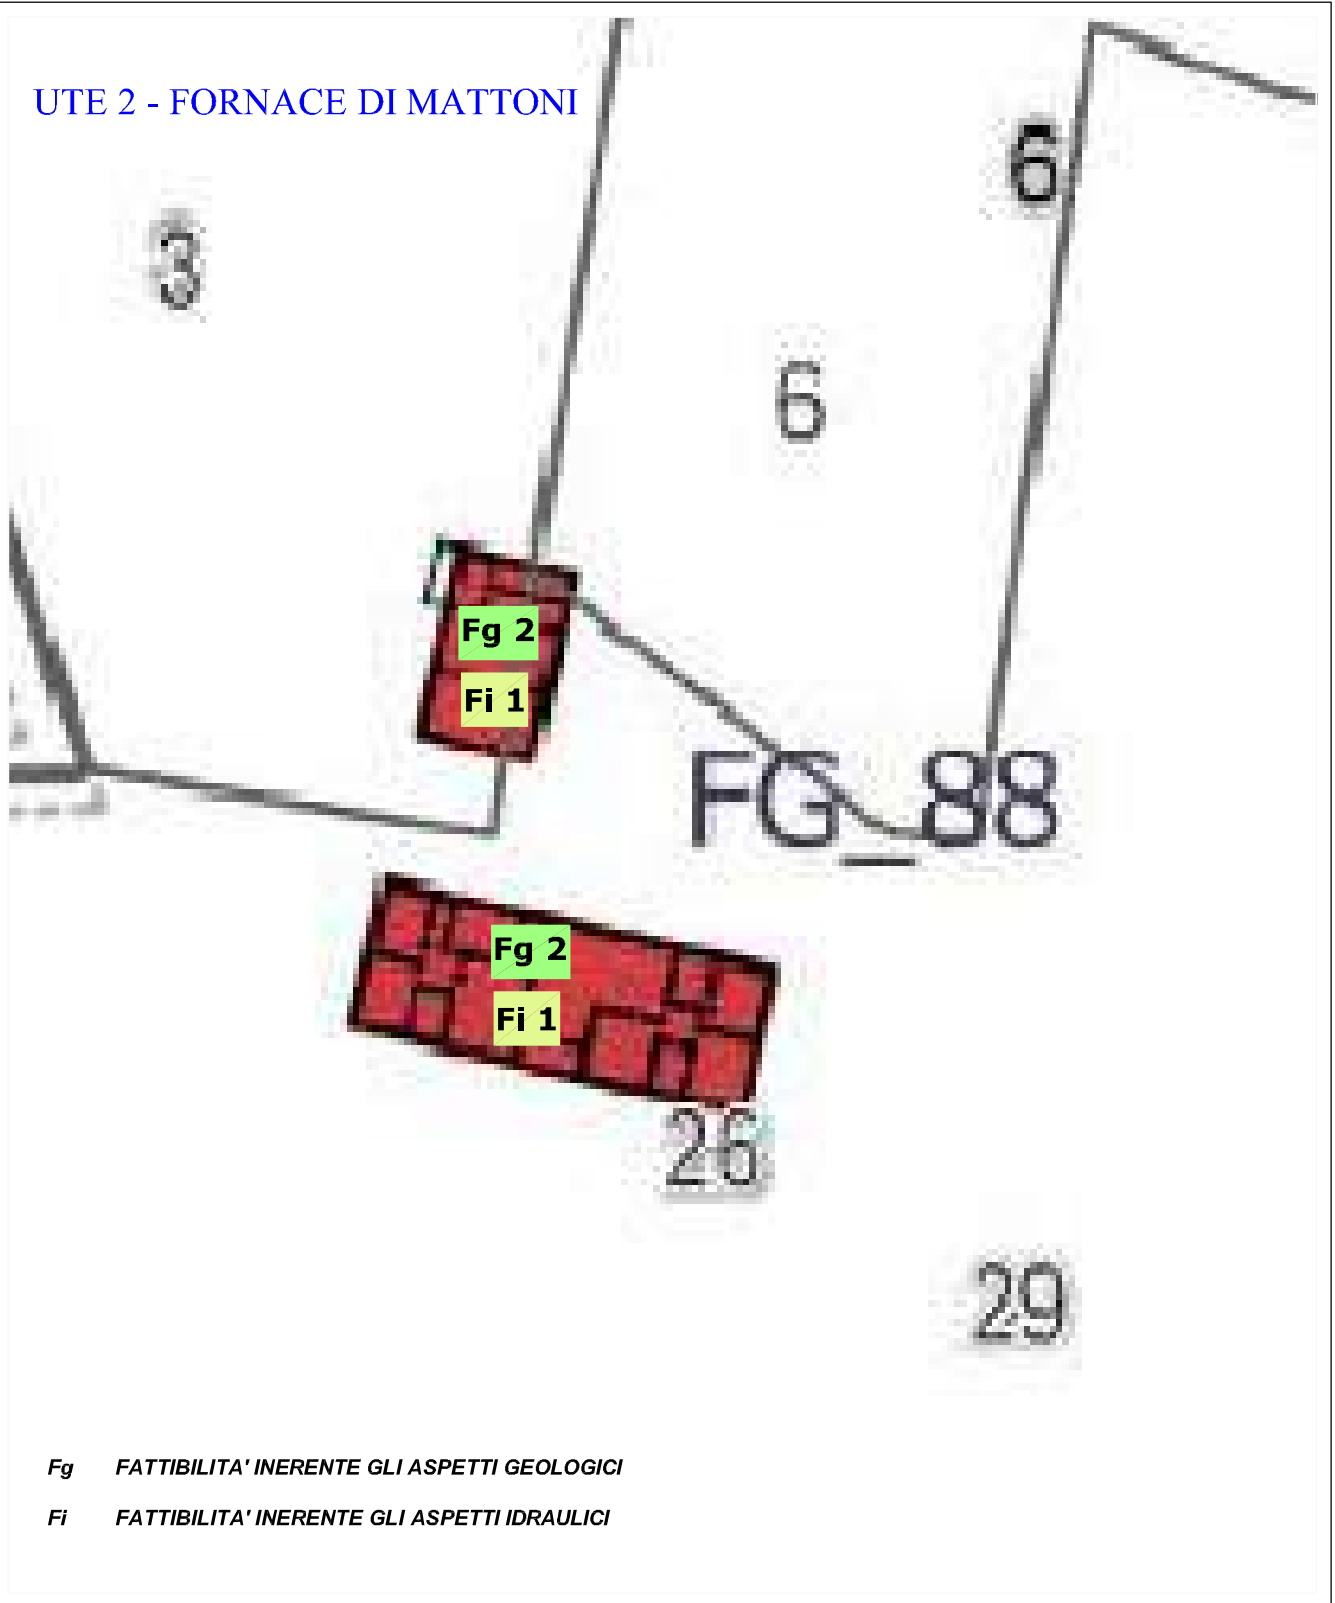 UTE 2 - FORNACE DI MATTONI
6
3
6
Fg 2
Fi 1
FG_88
Fg 2
Fi 1
26
29
Fg FATTIBILITA' INERENTE GLI ASPETTI GEOLOGICI
Fi FATTIBILITA' INERENTE GLI ASPETTI IDRAULICI